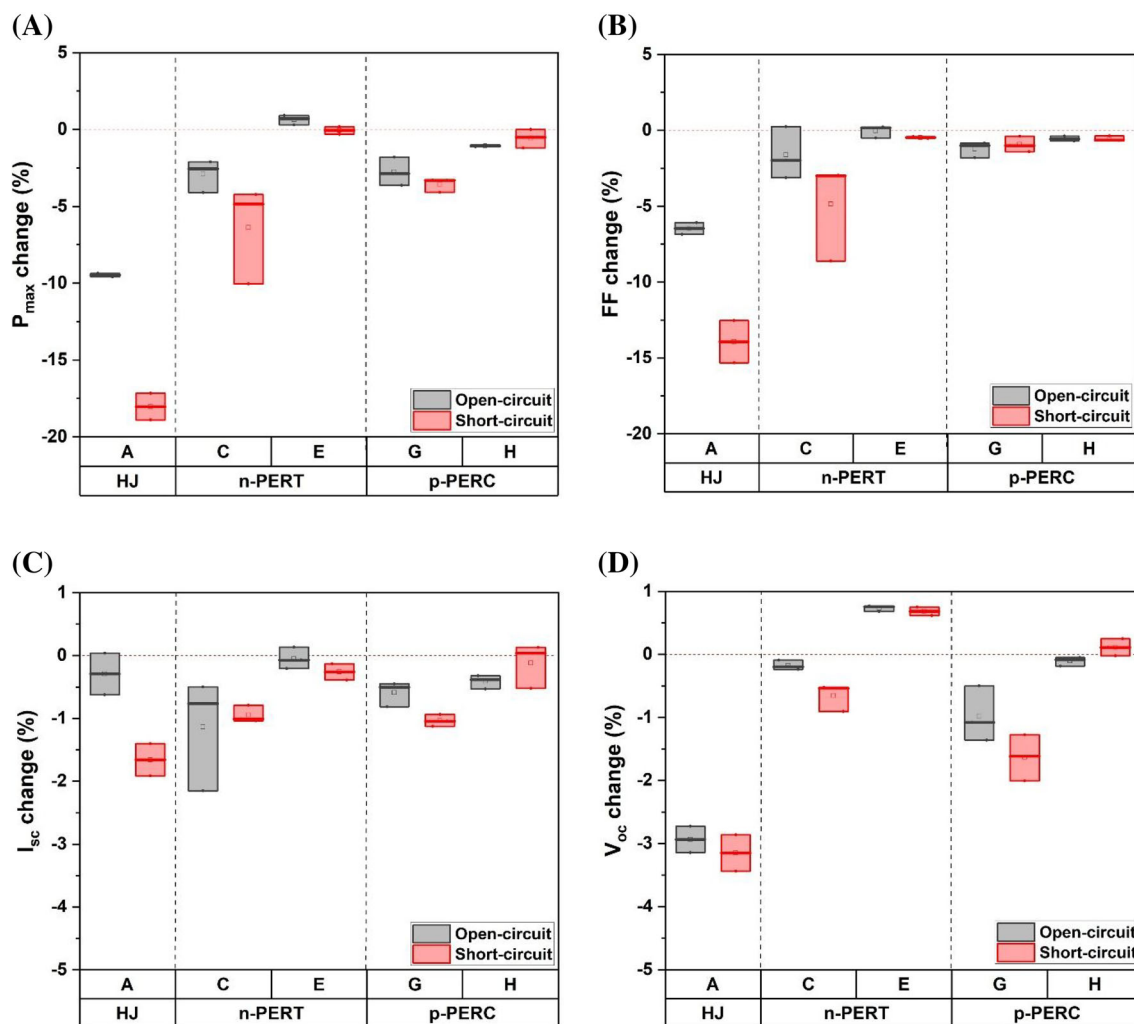 (A)
5
0
-5
-10
-15
-20
Pmax change (%)
Open-circuit
Short-circuit
A C E G H
HJ n-PERT p-PERC
(B)
5
0
-5
-10
-15
-20
FF change (%)
Open-circuit
Short-circuit
A C E G H
HJ n-PERT p-PERC
(C)
1
0
-1
-2
-3
-4
-5
Isc change (%)
Open-circuit
Short-circuit
A C E G H
HJ n-PERT p-PERC
(D)
1
0
-1
-2
-3
-4
-5
Voc change (%)
Open-circuit
Short-circuit
A C E G H
HJ n-PERT p-PERC